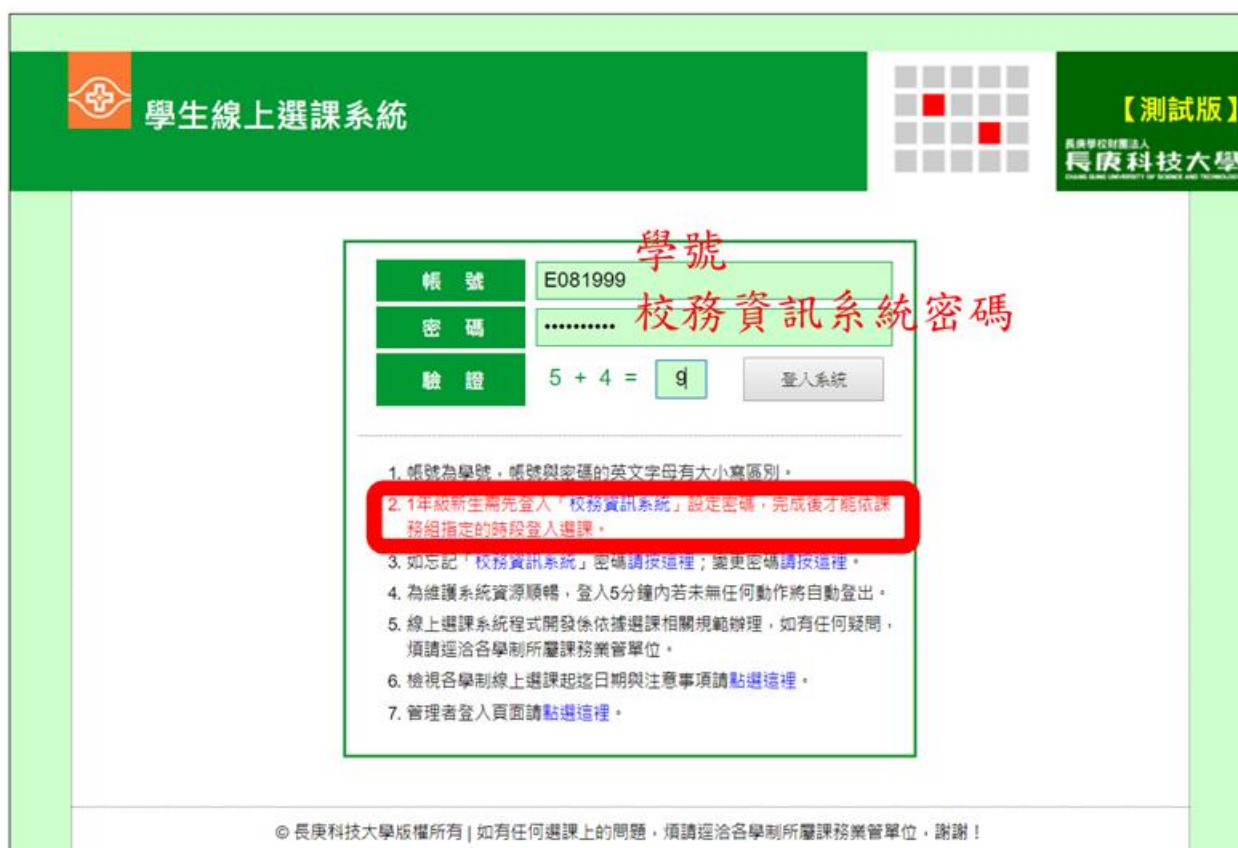 學生線上選課系統
【測試版】
長庚學校財團法人
長庚科技大學
CHANG GUNG UNIVERSITY OF SCIENCE AND TECHNOLOGY
學號
帳 號 E081999
校務資訊系統密碼
密 碼 ••••••••••
驗 證 5 + 4 = 9 登入系統
1. 帳號為學號，帳號與密碼的英文字母有大小寫區別。
2. 1年級新生需先登入「校務資訊系統」設定密碼，完成後才能依課
務組指定的時段登入選課。
3. 如忘記「校務資訊系統」密碼請按這裡；變更密碼請按這裡。
4. 為維護系統資源順暢，登入5分鐘內若未無任何動作將自動登出。
5. 線上選課系統程式開發係依據選課相關規範辦理，如有任何疑問，
煩請逕洽各學制所屬課務業管單位。
6. 檢視各學制線上選課起迄日期與注意事項請點選這裡。
7. 管理者登入頁面請點選這裡。
© 長庚科技大學版權所有 | 如有任何選課上的問題，煩請逕洽各學制所屬課務業管單位，謝謝！